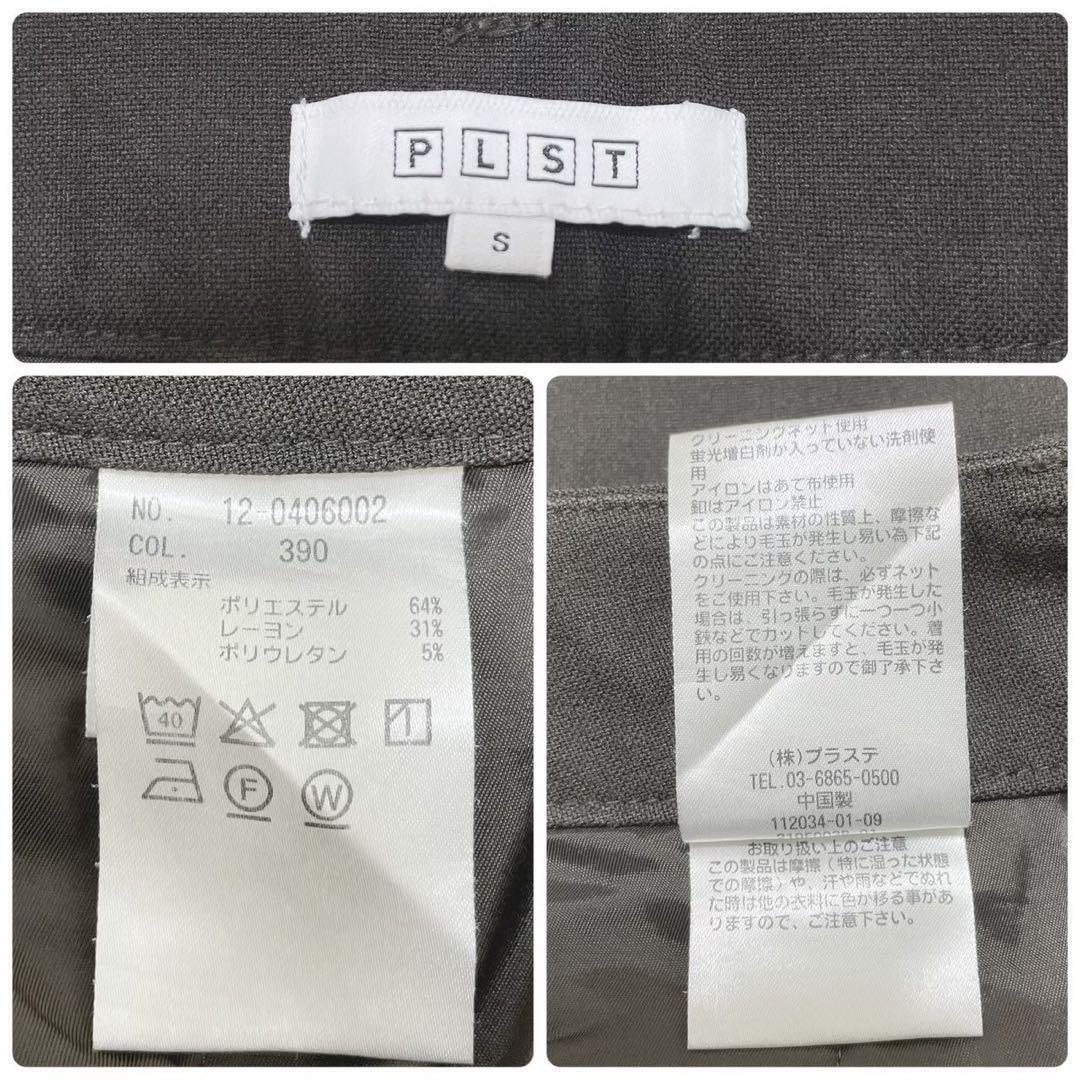 PLST
S
NO. 12-0406002
COL. 390
組成表示
ポリエステル 64%
レーヨン 31%
ポリウレタン 5%
40
F W
クリーニングネット使用
蛍光増白剤が入っていない洗剤使
用
アイロンはあて布使用
釦はアイロン禁止
この製品は素材の性質上、摩擦な
どにより毛玉が発生し易い為下記
の点にご注意ください。
クリーニングの際は、必ずネット
をご使用下さい。毛玉が発生した
場合は、引っ張らずに一つ一つ小
鋏などでカットしてください。着
用の回数が増えますと、毛玉が発
生し易くなりますので御了承下さ
い。
(株)プラステ
TEL.03-6865-0500
中国製
112034-01-09
お取り扱い上のご注意
この製品は摩擦(特に湿った状態
での摩擦)や、汗や雨などでぬれ
た時は他の衣料に色が移る事があ
りますので、ご注意下さい。